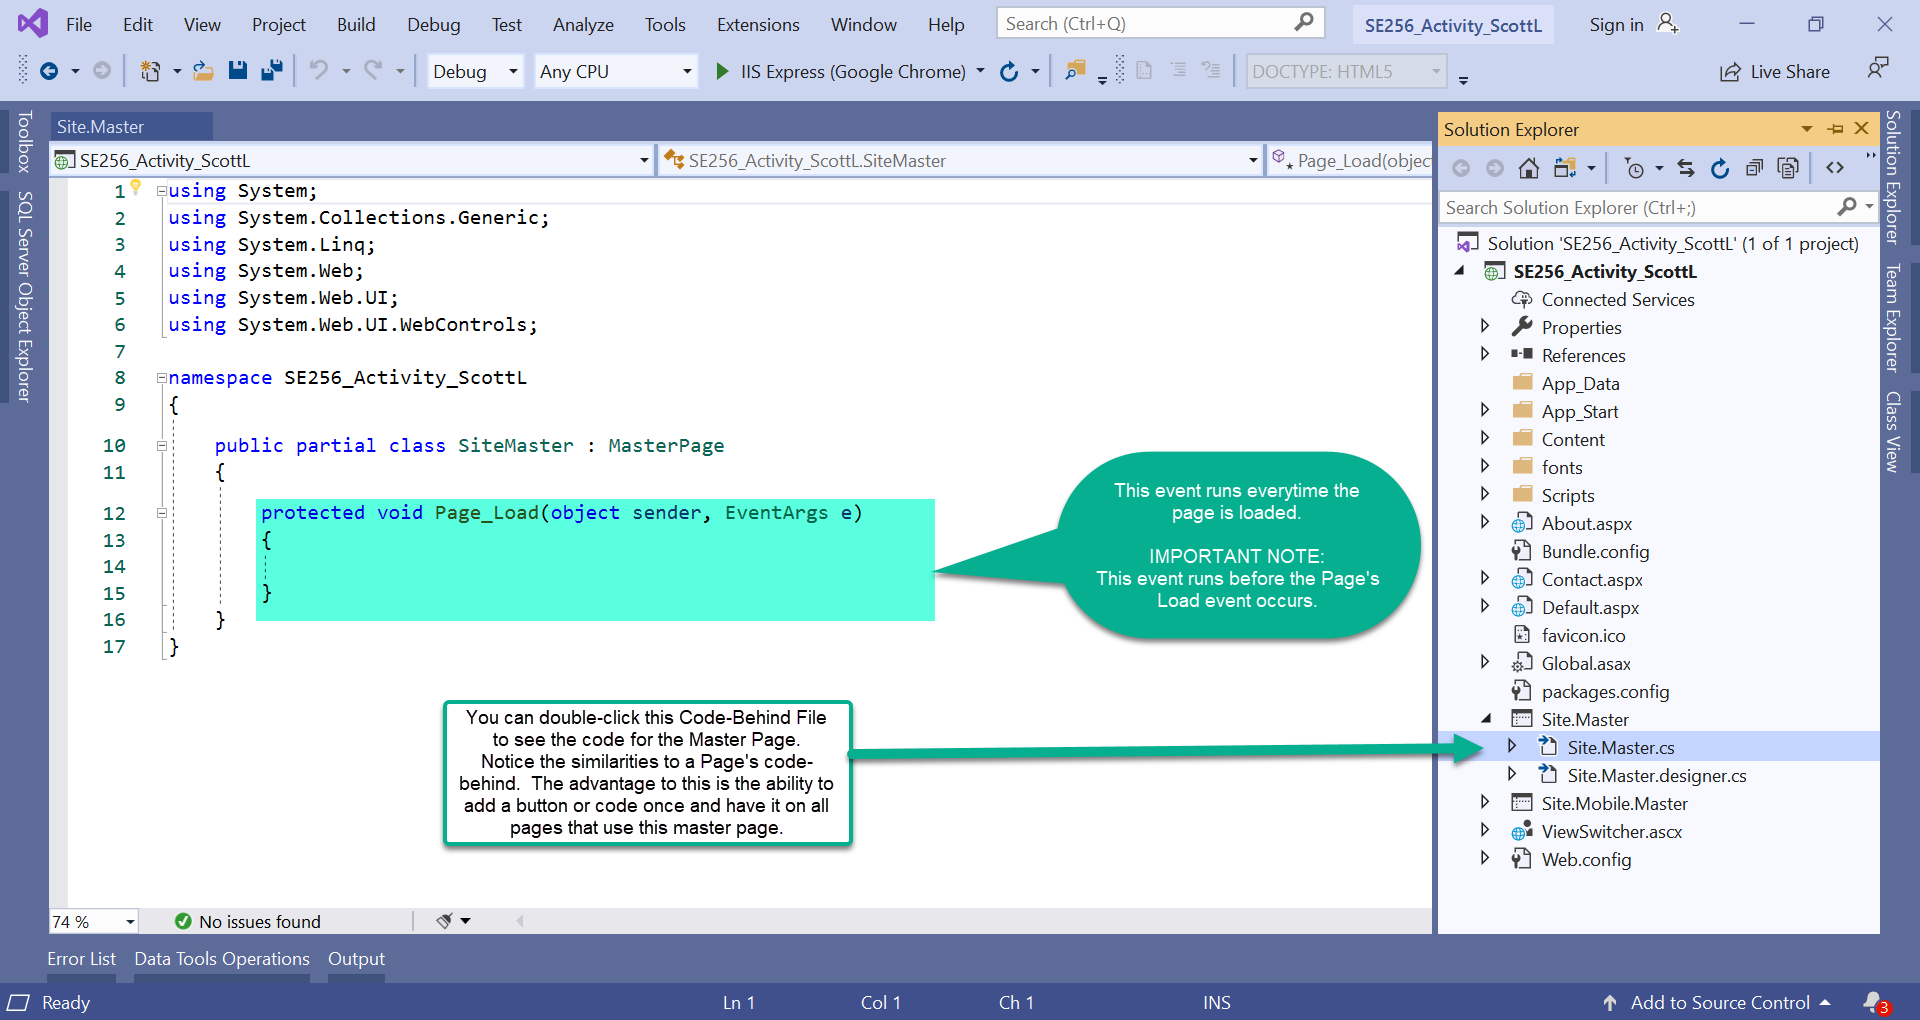 File Edit View Project Build Debug Test Analyze Tools Extensions Window Help Search (Ctrl+Q) SE256_Activity_ScottL Sign in
Debug Any CPU IIS Express (Google Chrome) DOCTYPE: HTML5 Live Share
Toolbox
SQL Server Object Explorer
Site.Master
SE256_Activity_ScottL SE256_Activity_ScottL.SiteMaster Page_Load(objec
1 using System;
2 using System.Collections.Generic;
3 using System.Linq;
4 using System.Web;
5 using System.Web.UI;
6 using System.Web.UI.WebControls;
7
8 namespace SE256_Activity_ScottL
9 {
10 public partial class SiteMaster : MasterPage
11 {
12 protected void Page_Load(object sender, EventArgs e)
13 {
14
15 }
16 }
17 }
This event runs everytime the
page is loaded.
IMPORTANT NOTE:
This event runs before the Page's
Load event occurs.
You can double-click this Code-Behind File
to see the code for the Master Page.
Notice the similarities to a Page's code-
behind. The advantage to this is the ability to
add a button or code once and have it on all
pages that use this master page.
74 % No issues found
Solution Explorer
Search Solution Explorer (Ctrl+;)
Solution 'SE256_Activity_ScottL' (1 of 1 project)
SE256_Activity_ScottL
Connected Services
Properties
References
App_Data
App_Start
Content
fonts
Scripts
About.aspx
Bundle.config
Contact.aspx
Default.aspx
favicon.ico
Global.asax
packages.config
Site.Master
Site.Master.cs
Site.Master.designer.cs
Site.Mobile.Master
ViewSwitcher.ascx
Web.config
Solution Explorer
Team Explorer
Class View
Error List Data Tools Operations Output
Ready Ln 1 Col 1 Ch 1 INS Add to Source Control 3